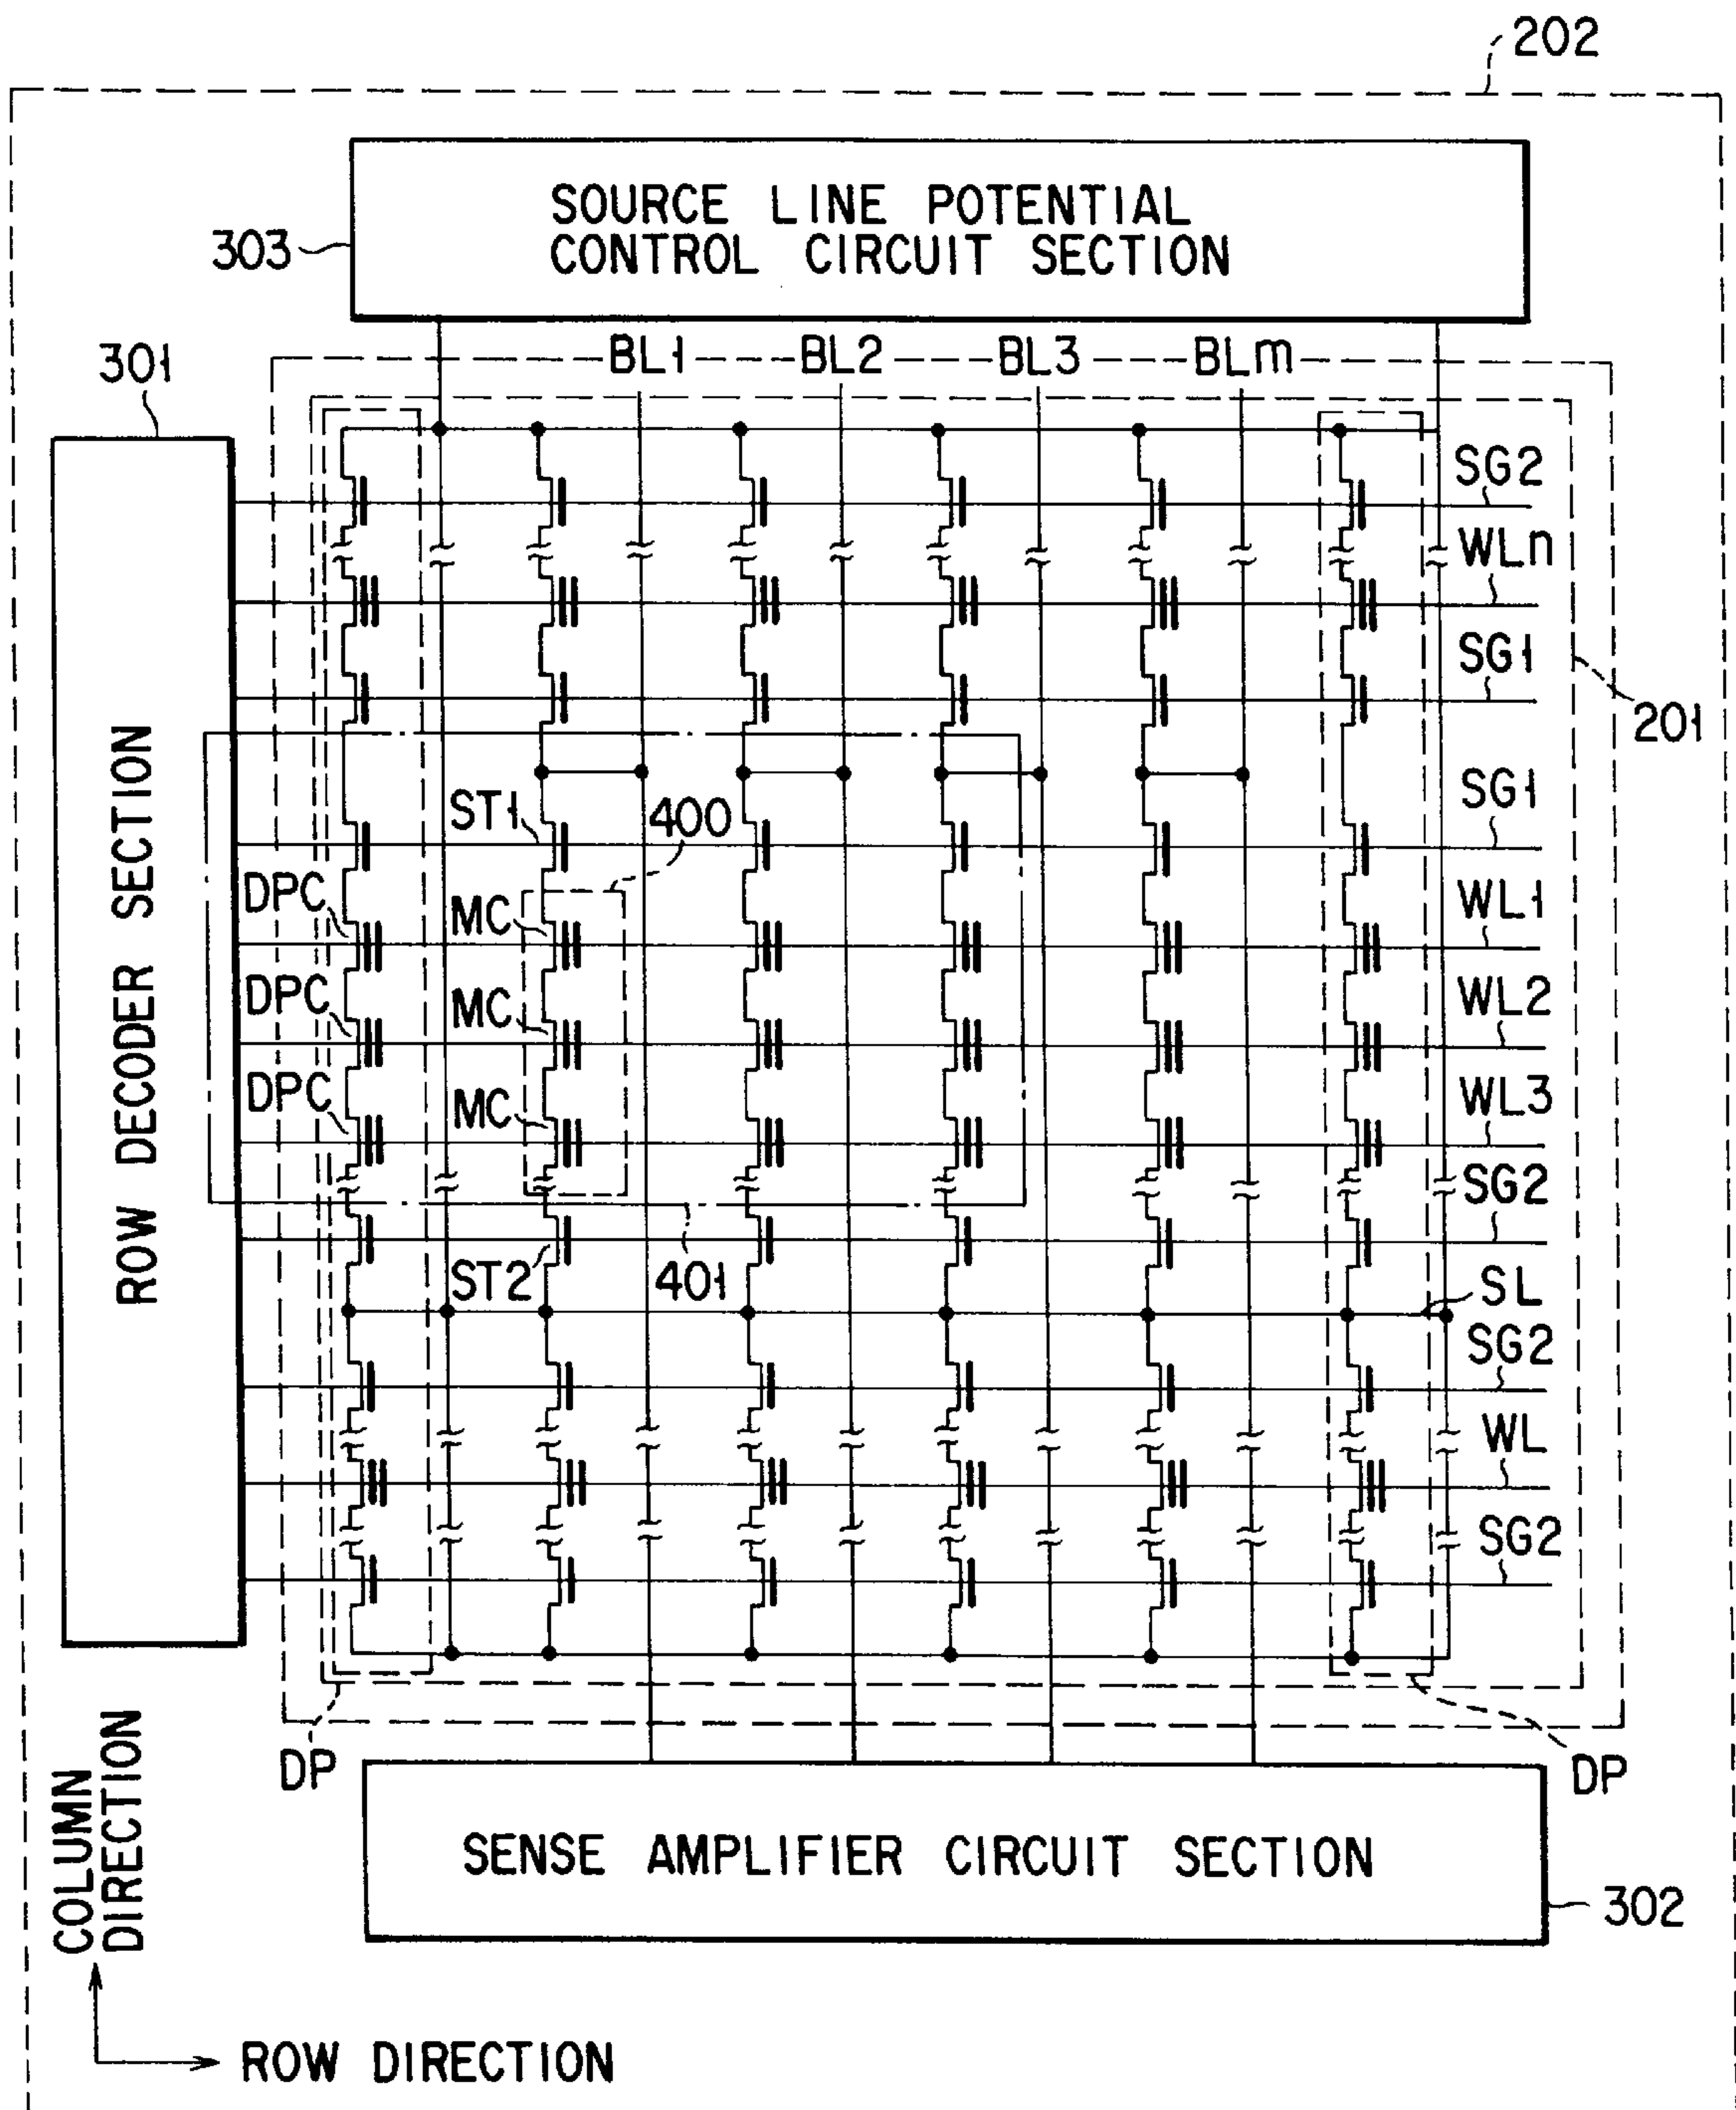 202
SOURCE LINE POTENTIAL
CONTROL CIRCUIT SECTION
303
301
BL1
BL2
BL3
BLm
SG2
WLn
SG1
201
ROW DECODER SECTION
SG1
ST1
400
DPC
MC
WL1
DPC
MC
WL2
DPC
MC
WL3
SG2
ST2
401
SL
SG2
WL
SG2
DP
DP
COLUMN
DIRECTION
SENSE AMPLIFIER CIRCUIT SECTION
302
ROW DIRECTION